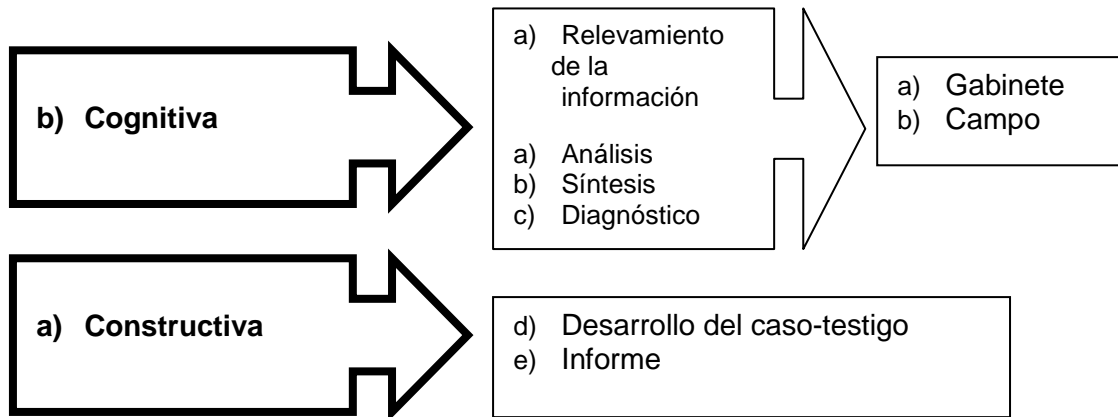 b) Cognitiva
a) Relevamiento
de la
información
a) Análisis
b) Síntesis
c) Diagnóstico
a) Gabinete
b) Campo
a) Constructiva
d) Desarrollo del caso-testigo
e) Informe